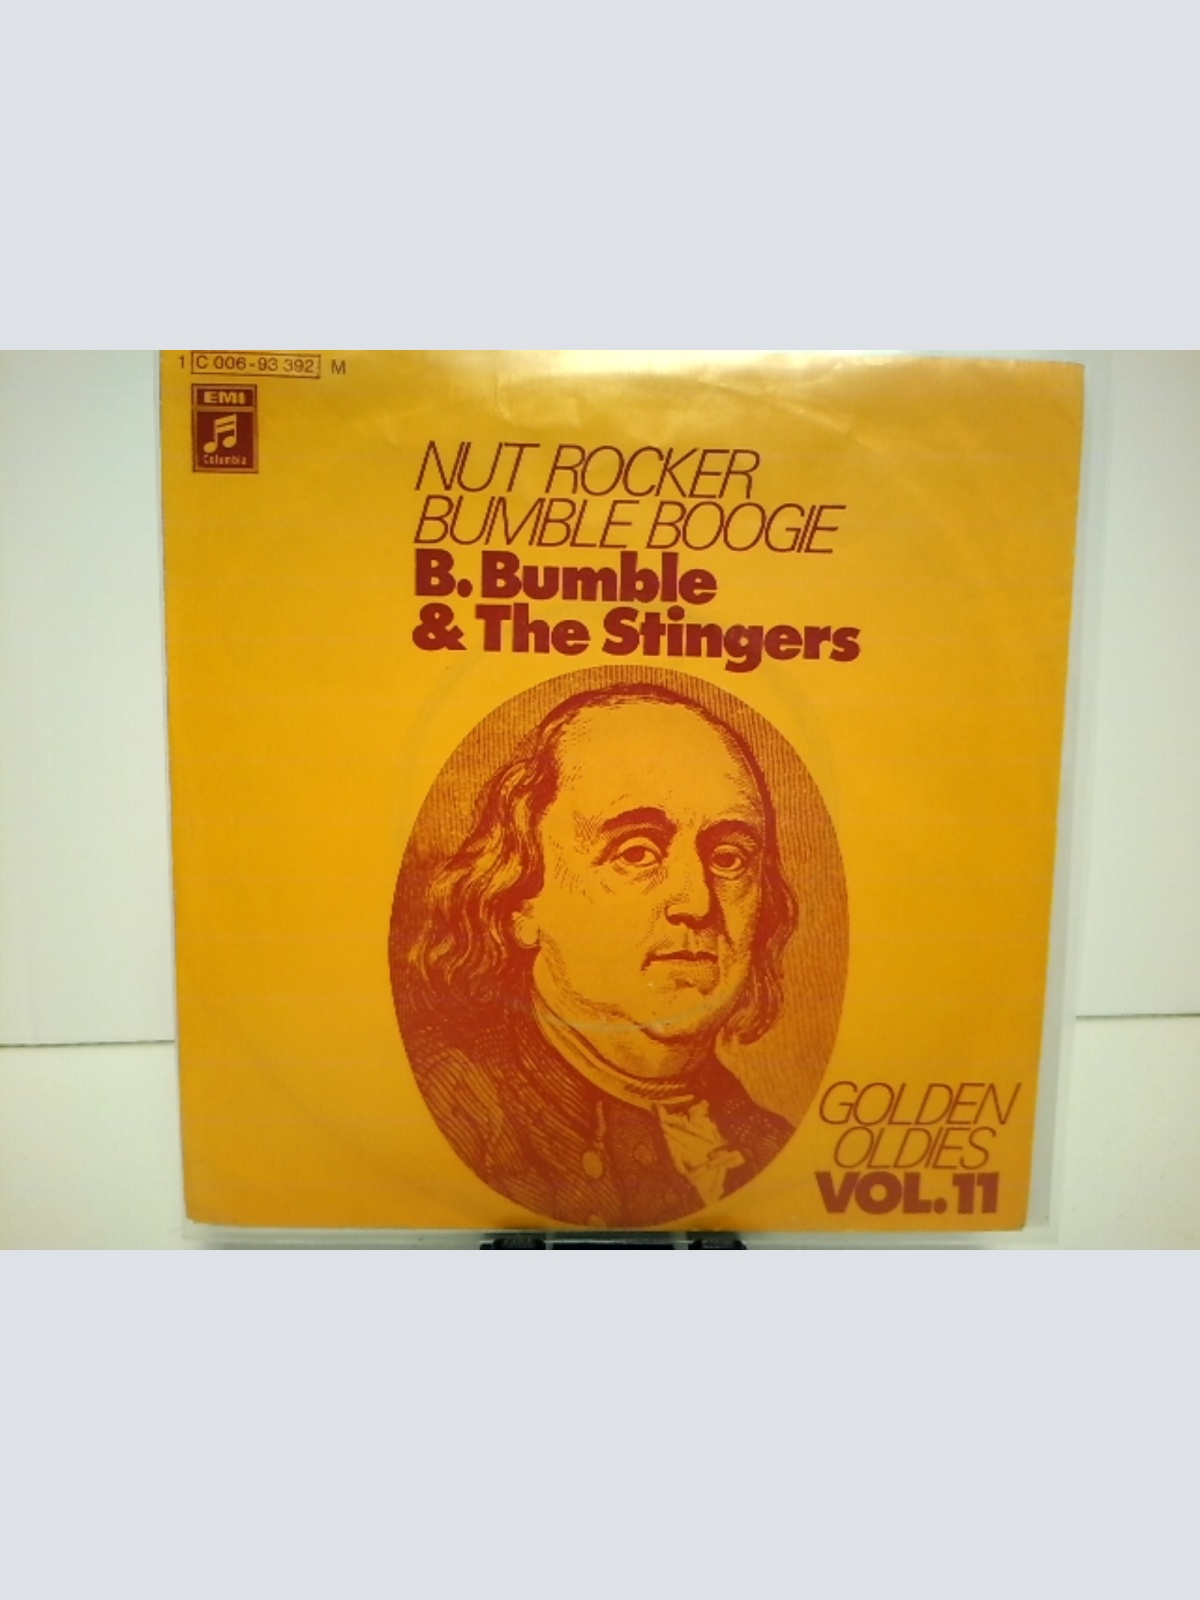 1 C 006-93 392 M
EMI
Columbia
NUT ROCKER
BUMBLE BOOGIE
B. Bumble
& The Stingers
GOLDEN
OLDIES
VOL. 11